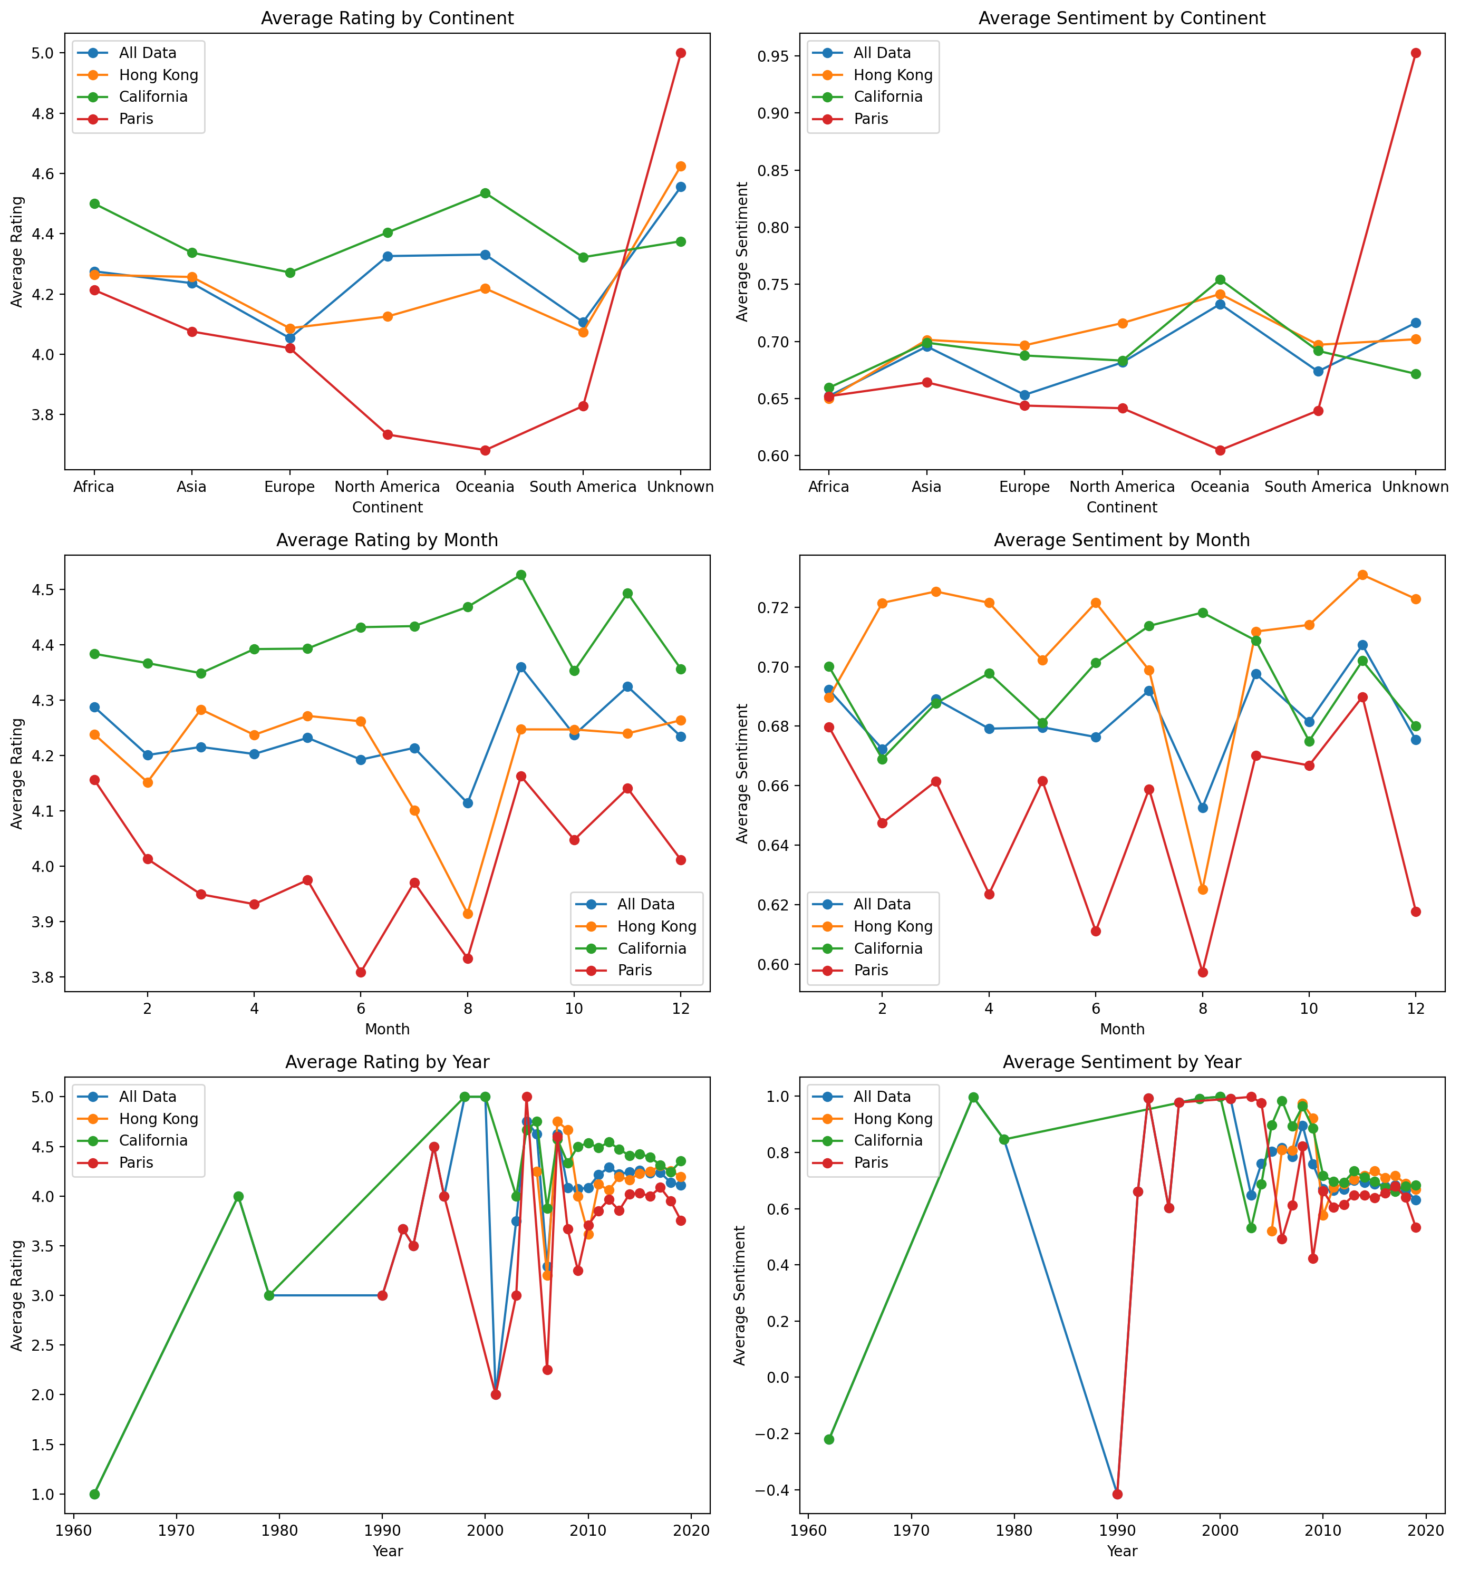 Average Rating by Continent
Average Rating
5.0
4.8
4.6
4.4
4.2
4.0
3.8
All Data
Hong Kong
California
Paris
Africa Asia Europe North America Oceania South America Unknown
Continent
Average Sentiment by Continent
Average Sentiment
0.95
0.90
0.85
0.80
0.75
0.70
0.65
0.60
All Data
Hong Kong
California
Paris
Africa Asia Europe North America Oceania South America Unknown
Continent
Average Rating by Month
Average Rating
4.5
4.4
4.3
4.2
4.1
4.0
3.9
3.8
All Data
Hong Kong
California
Paris
2 4 6 8 10 12
Month
Average Sentiment by Month
Average Sentiment
0.72
0.70
0.68
0.66
0.64
0.62
0.60
All Data
Hong Kong
California
Paris
2 4 6 8 10 12
Month
Average Rating by Year
Average Rating
5.0
4.5
4.0
3.5
3.0
2.5
2.0
1.5
1.0
All Data
Hong Kong
California
Paris
1960 1970 1980 1990 2000 2010 2020
Year
Average Sentiment by Year
Average Sentiment
1.0
0.8
0.6
0.4
0.2
0.0
−0.2
−0.4
All Data
Hong Kong
California
Paris
1960 1970 1980 1990 2000 2010 2020
Year